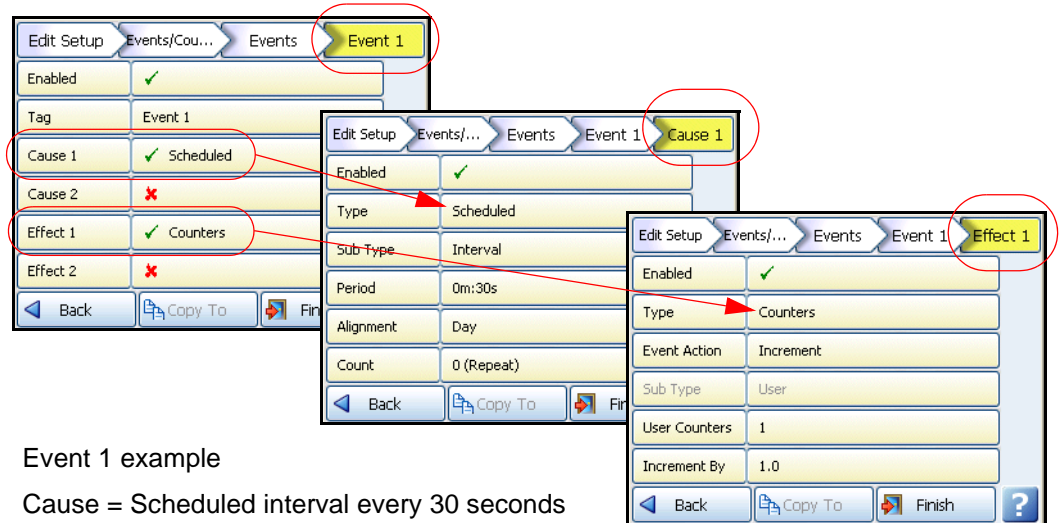 Edit Setup Events/Cou... Events Event 1
Enabled
Tag Event 1
Cause 1 Scheduled
Cause 2
Effect 1 Counters
Effect 2
Back Copy To Fin
Edit Setup Events/... Events Event 1 Cause 1
Enabled
Type Scheduled
Sub Type Interval
Period 0m:30s
Alignment Day
Count 0 (Repeat)
Back Copy To Fin
Edit Setup Events/... Events Event 1 Effect 1
Enabled
Type Counters
Event Action Increment
Sub Type User
User Counters 1
Increment By 1.0
Back Copy To Finish ?
Event 1 example
Cause = Scheduled interval every 30 seconds